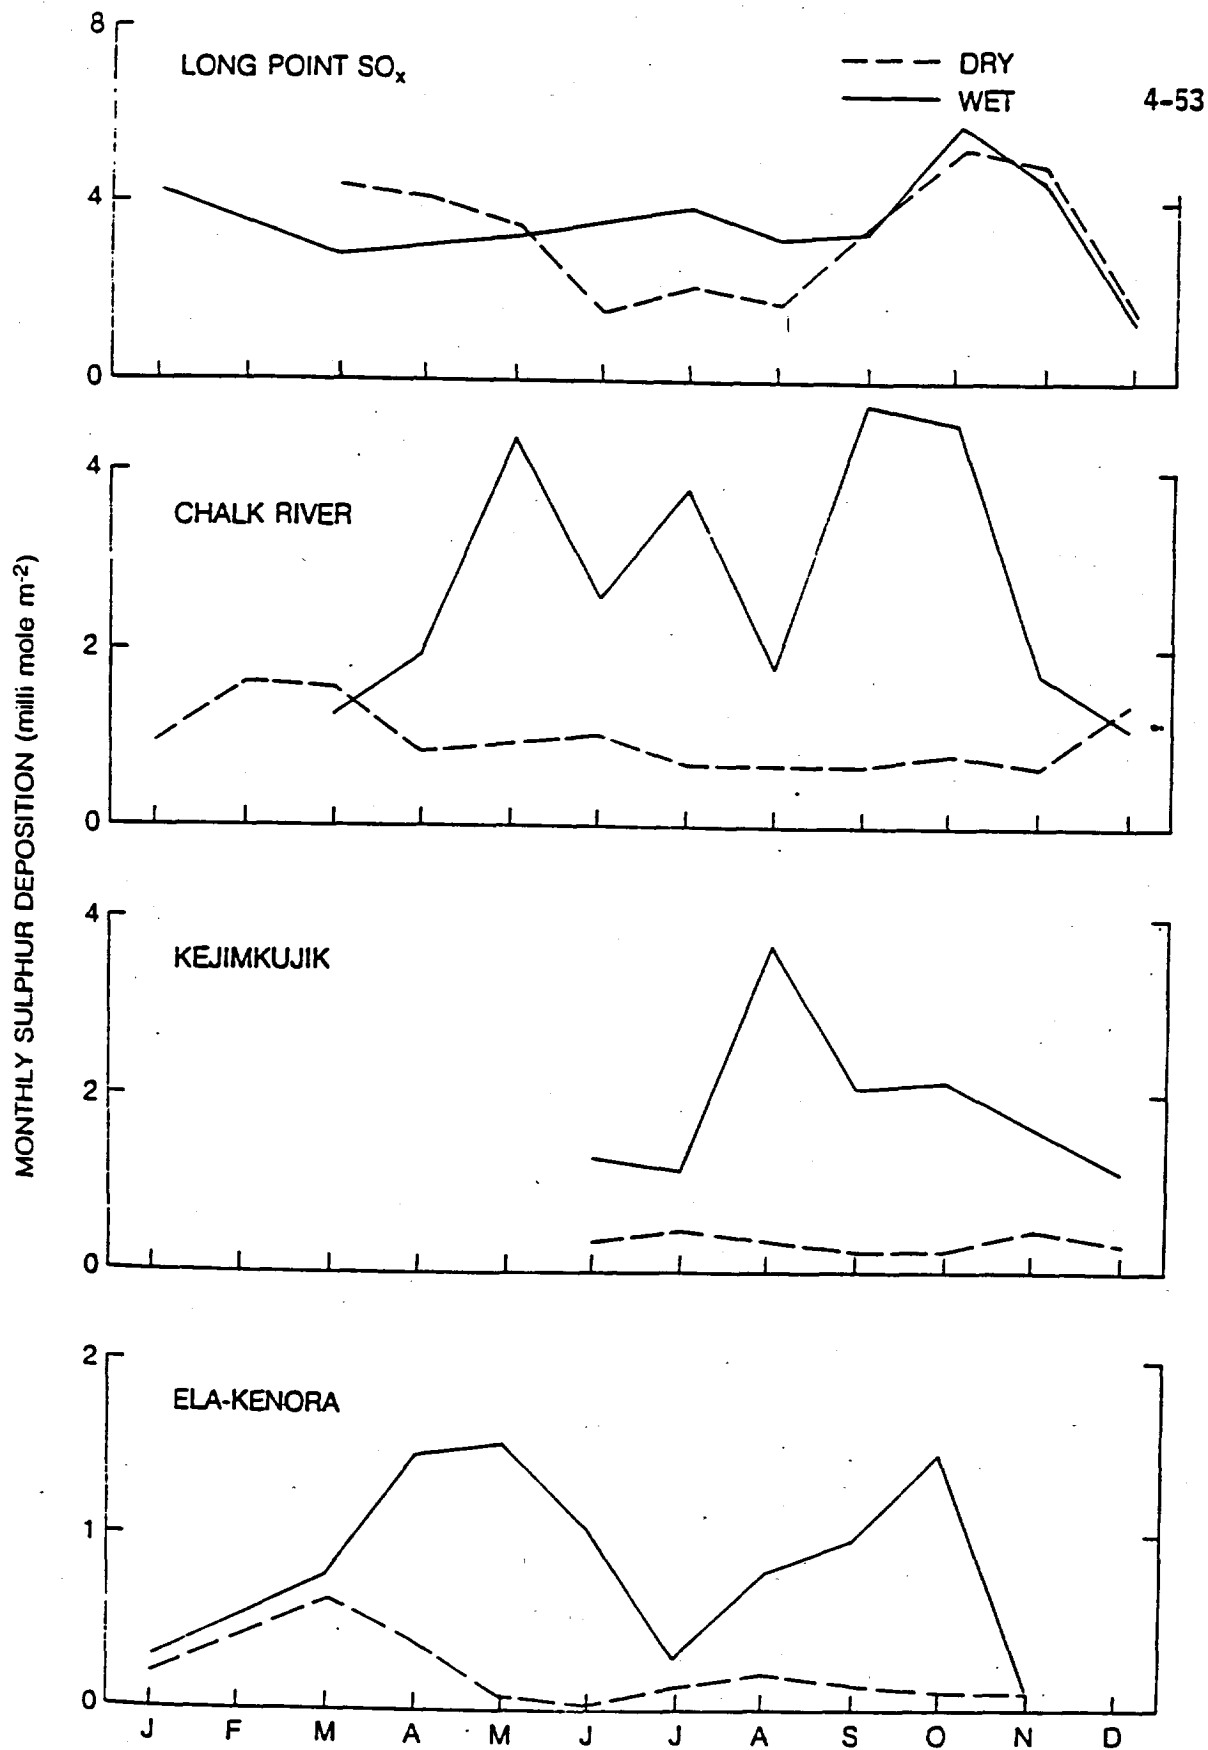 8
LONG POINT SOx
DRY
WET
4-53
4
0
4
CHALK RIVER
2
0
MONTHLY SULPHUR DEPOSITION (milli mole m-2)
4
KEJIMKUJIK
2
0
2
ELA-KENORA
1
0
J F M A M J J A S O N D